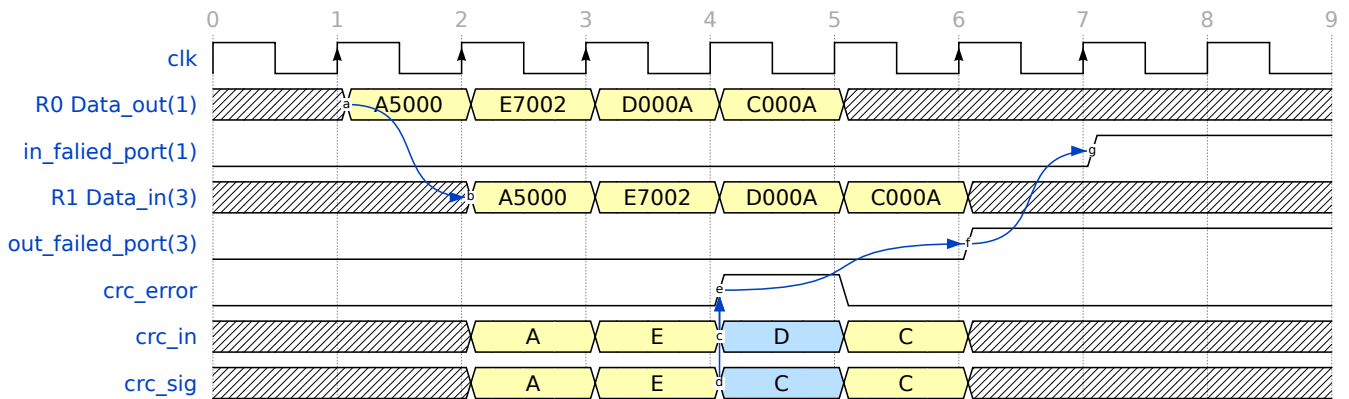 0 1 2 3 4 5 6 7 8 9
clk
R0 Data_out(1) a A5000 E7002 D000A C000A
in_falied_port(1) g
R1 Data_in(3) b A5000 E7002 D000A C000A
out_failed_port(3) f
crc_error e
crc_in A E c D C
crc_sig A E d C C